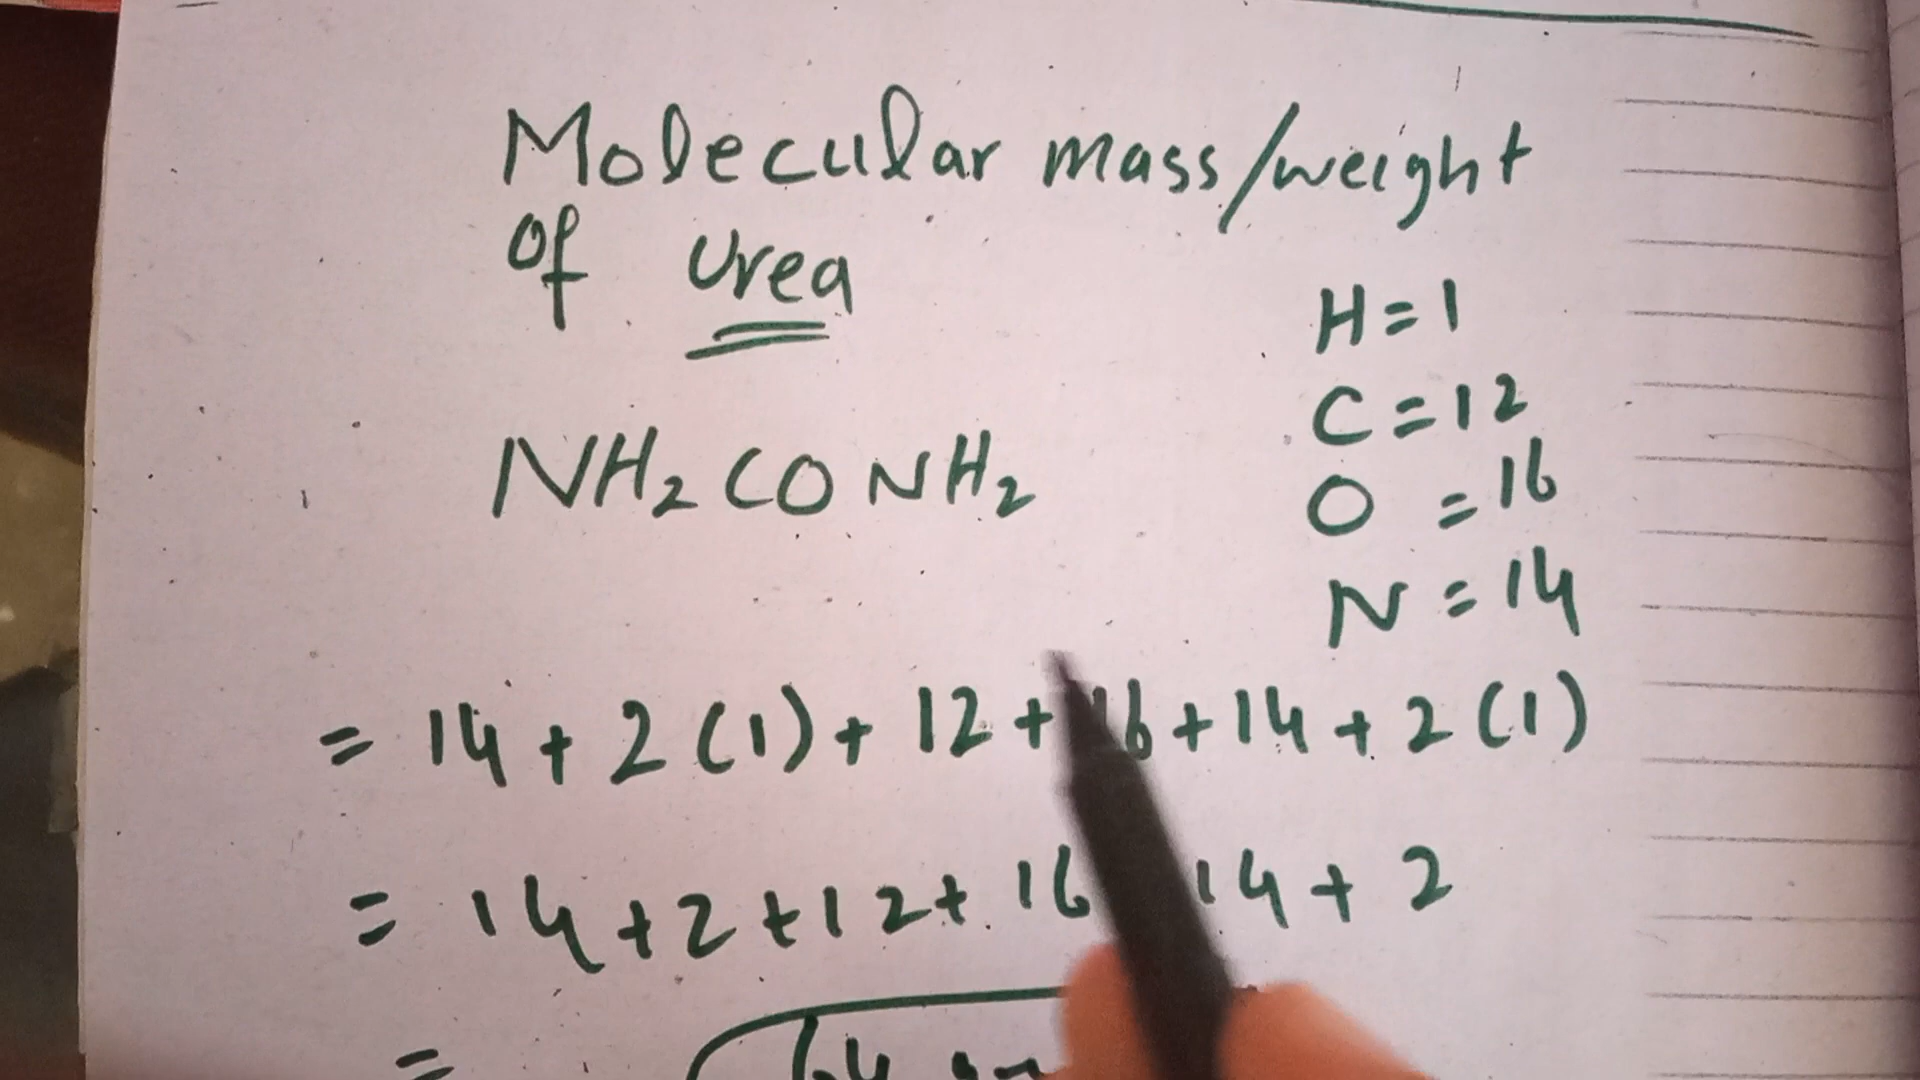 Molecular mass/weight
of Urea
H=1
C=12
NH₂CONH₂
O=16
N=14
= 14+2(1)+12+16+14+2(1)
= 14+2+12+16 14+2
=